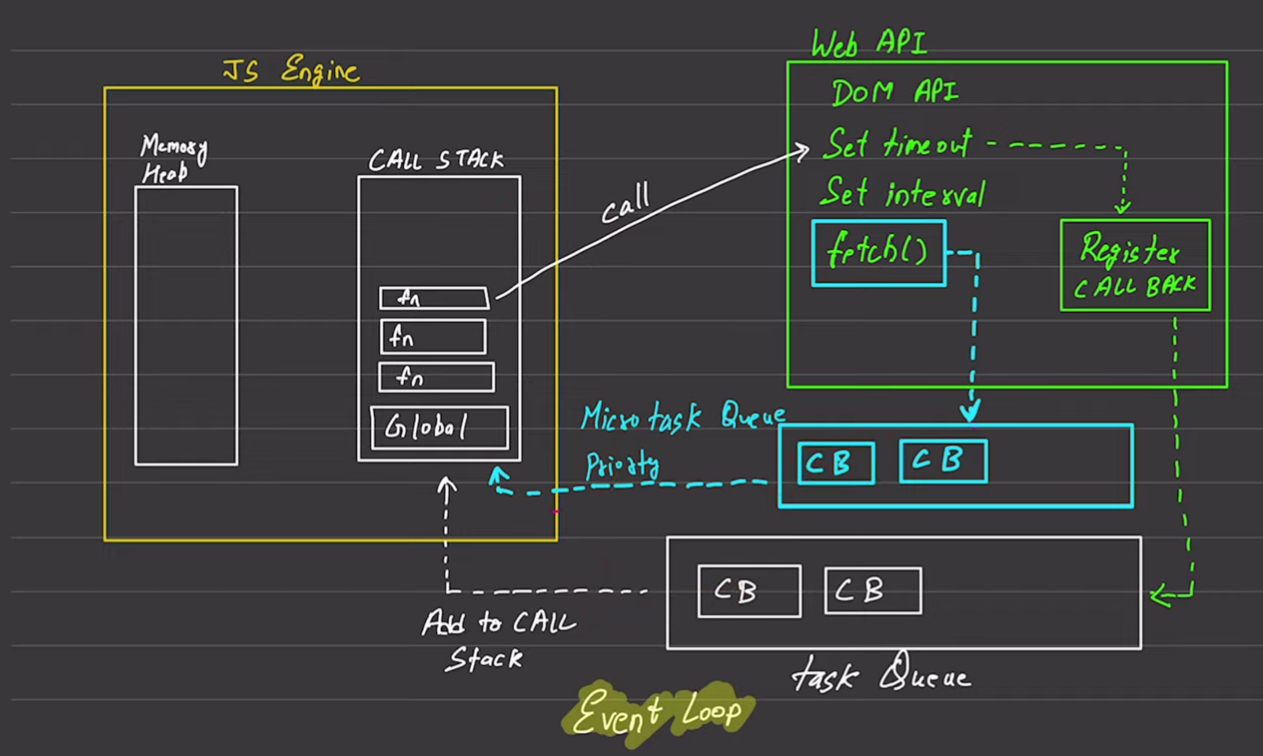 JS Engine
Memory
Heap
CALL STACK
fn
fn
fn
Global
call
Web API
DOM API
Set timeout
Set interval
fetch()
Register
CALL BACK
Micro task Queue
Priority
CB
CB
CB
CB
Add to CALL
Stack
task Queue
Event Loop